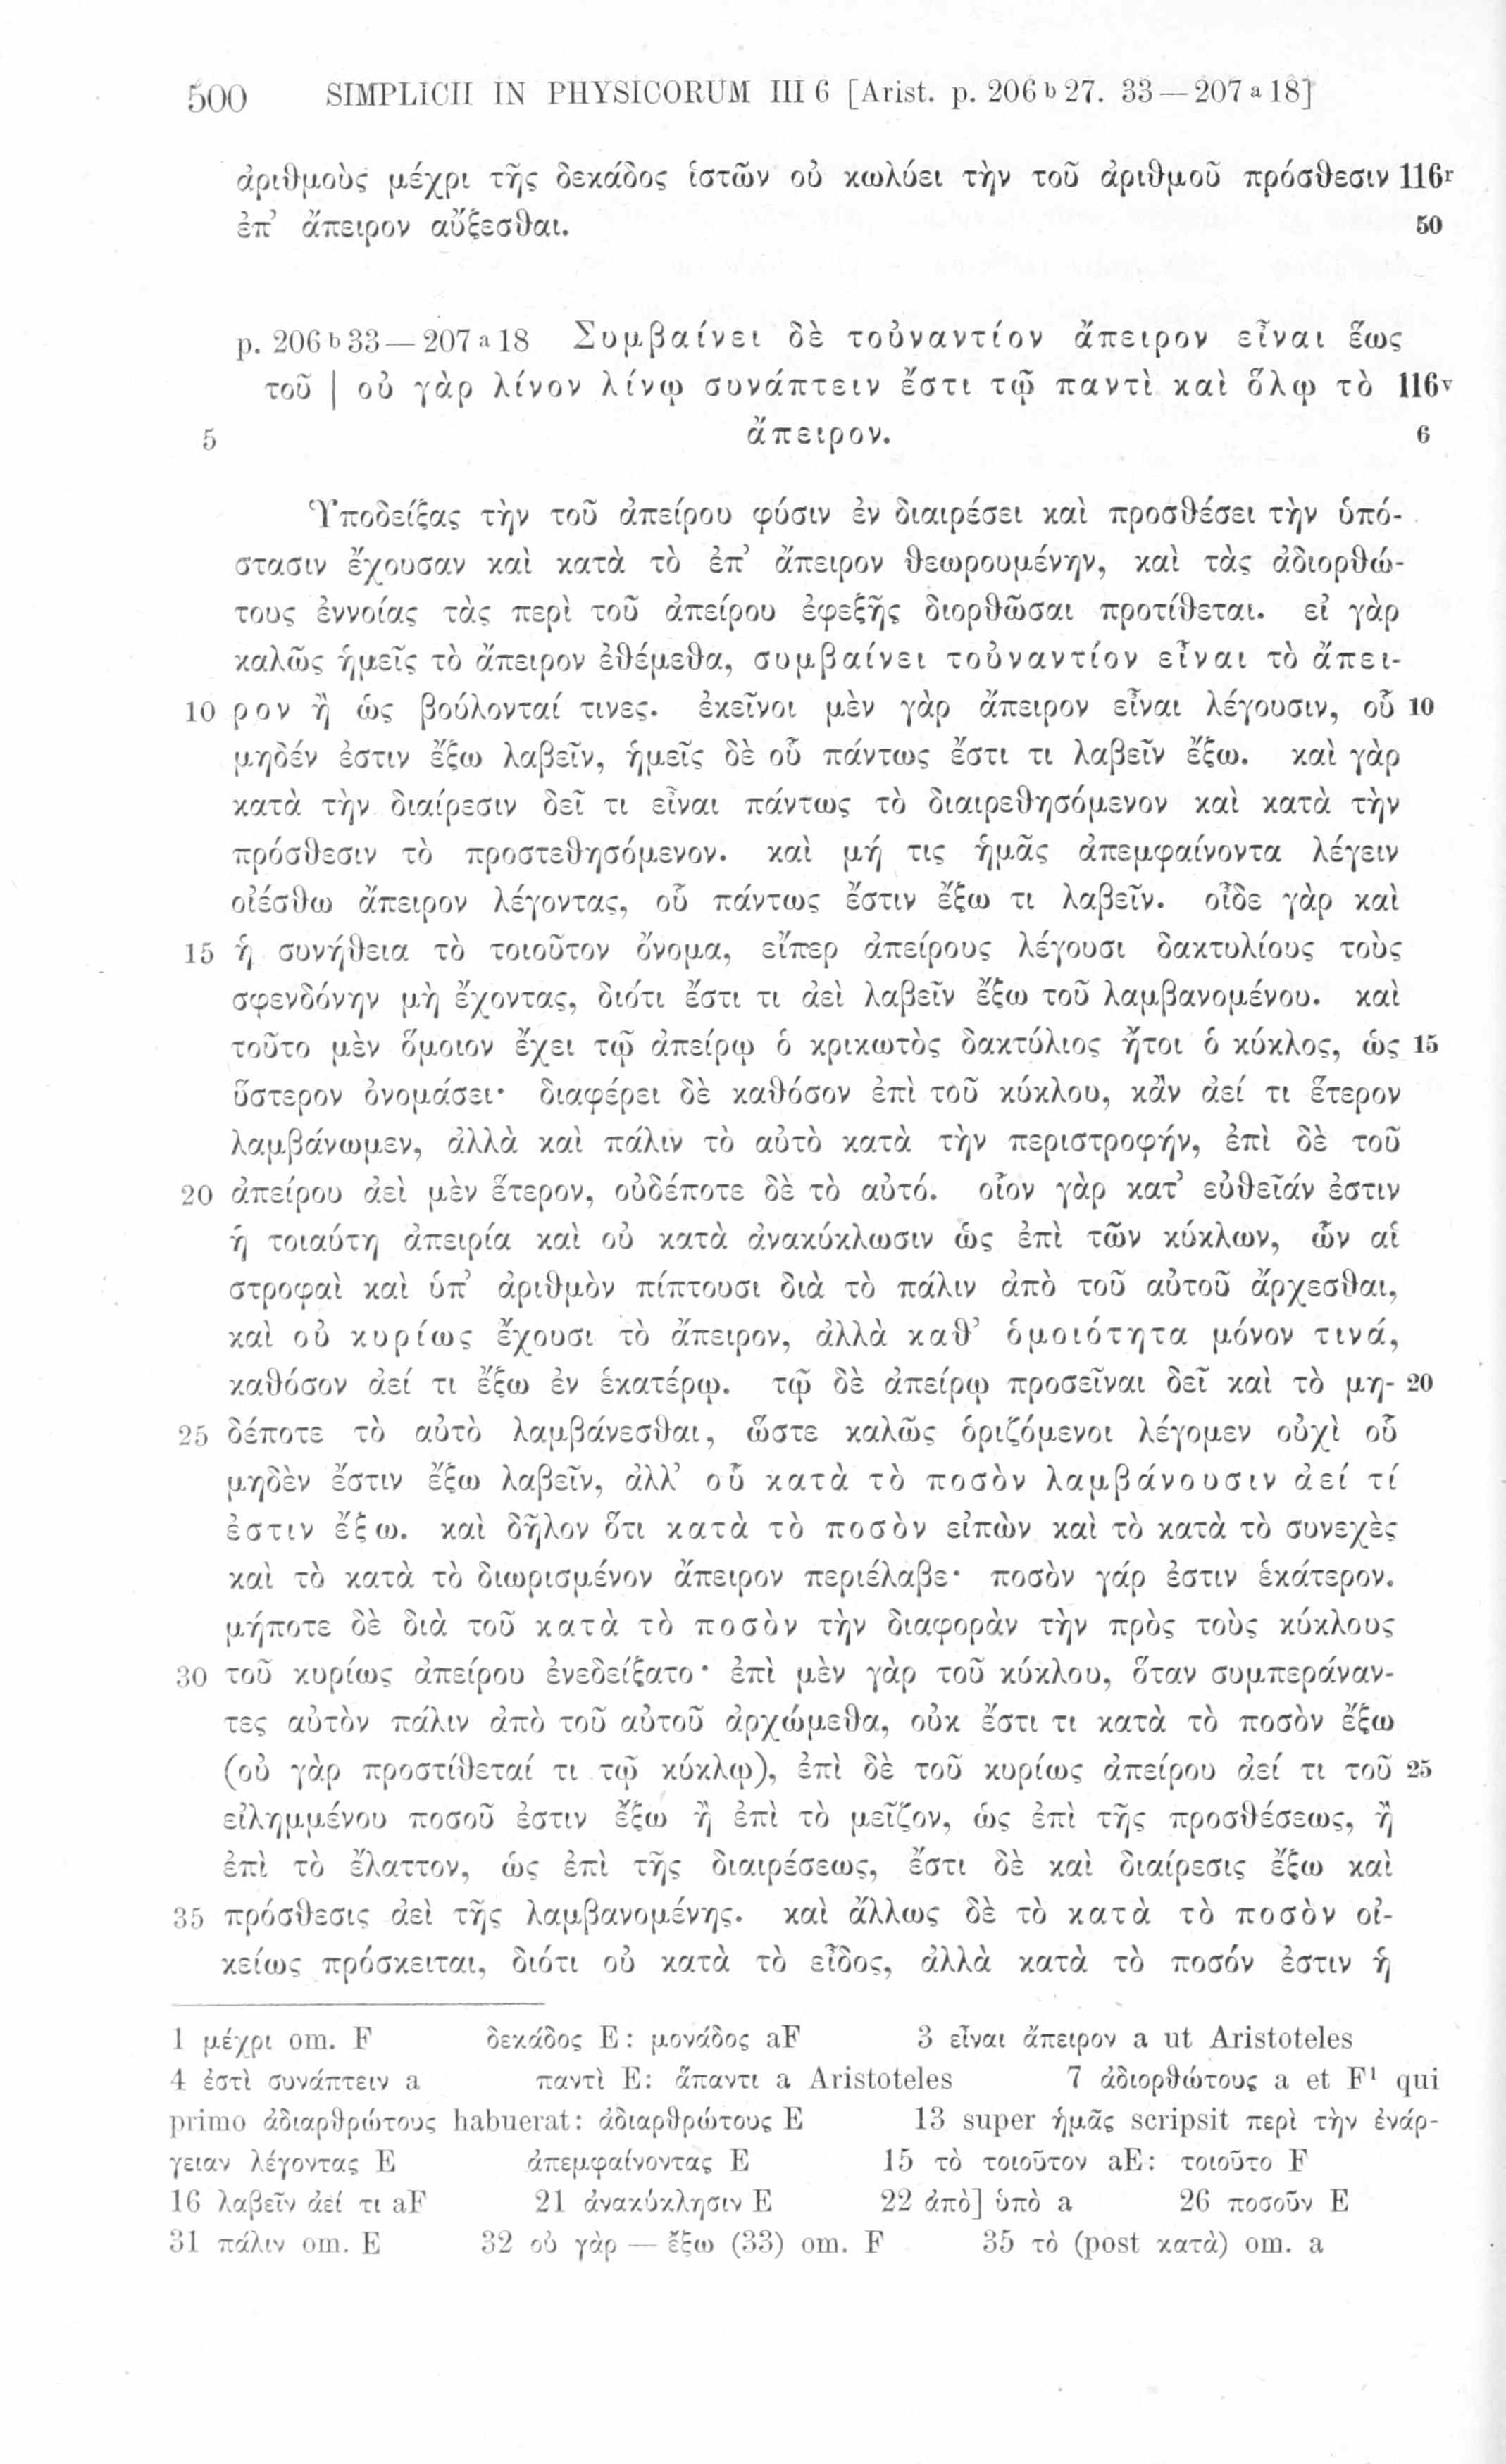 500 SIMPLICII IN PHYSICORUM III 6 [Arist. p. 206 b 27. 33 — 207 a 18]
ἀριθμοὺς μέχρι τῆς δεκάδος ἱστῶν οὐ κωλύει τὴν τοῦ ἀριθμοῦ πρόσθεσιν 116r
ἐπ’ ἄπειρον αὔξεσθαι. 50
p. 206 b 33 — 207 a 18 Συμβαίνει δὲ τοὐναντίον ἄπειρον εἶναι ἕως
τοῦ | οὐ γὰρ λίνον λίνῳ συνάπτειν ἔστι τῷ παντὶ καὶ ὅλῳ τὸ 116v
5 ἄπειρον. 6
Ὑποδείξας τὴν τοῦ ἀπείρου φύσιν ἐν διαιρέσει καὶ προσθέσει τὴν ὑπό-
στασιν ἔχουσαν καὶ κατὰ τὸ ἐπ’ ἄπειρον θεωρουμένην, καὶ τὰς ἀδιορθώ-
τους ἐννοίας τὰς περὶ τοῦ ἀπείρου ἐφεξῆς διορθῶσαι προτίθεται. εἰ γὰρ
καλῶς ἡμεῖς τὸ ἄπειρον ἐθέμεθα, συμβαίνει τοὐναντίον εἶναι τὸ ἄπει-
10 ρον ἢ ὡς βούλονταί τινες. ἐκεῖνοι μὲν γὰρ ἄπειρον εἶναι λέγουσιν, οὗ 10
μηδέν ἐστιν ἔξω λαβεῖν, ἡμεῖς δὲ οὗ πάντως ἔστι τι λαβεῖν ἔξω. καὶ γὰρ
κατὰ τὴν διαίρεσιν δεῖ τι εἶναι πάντως τὸ διαιρεθησόμενον καὶ κατὰ τὴν
πρόσθεσιν τὸ προστεθησόμενον. καὶ μή τις ἡμᾶς ἀπεμφαίνοντα λέγειν
οἰέσθω ἄπειρον λέγοντας, οὗ πάντως ἔστιν ἔξω τι λαβεῖν. οἶδε γὰρ καὶ
15 ἡ συνήθεια τὸ τοιοῦτον ὄνομα, εἴπερ ἀπείρους λέγουσι δακτυλίους τοὺς
σφενδόνην μὴ ἔχοντας, διότι ἔστι τι ἀεὶ λαβεῖν ἔξω τοῦ λαμβανομένου. καὶ
τοῦτο μὲν ὅμοιον ἔχει τῷ ἀπείρῳ ὁ κρικωτὸς δακτύλιος ἤτοι ὁ κύκλος, ὡς 15
ὕστερον ὀνομάσει· διαφέρει δὲ καθόσον ἐπὶ τοῦ κύκλου, κἂν ἀεί τι ἕτερον
λαμβάνωμεν, ἀλλὰ καὶ πάλιν τὸ αὐτὸ κατὰ τὴν περιστροφήν, ἐπὶ δὲ τοῦ
20 ἀπείρου ἀεὶ μὲν ἕτερον, οὐδέποτε δὲ τὸ αὐτό. οἷον γὰρ κατ’ εὐθεῖάν ἐστιν
ἡ τοιαύτη ἀπειρία καὶ οὐ κατὰ ἀνακύκλωσιν ὡς ἐπὶ τῶν κύκλων, ὧν αἱ
στροφαὶ καὶ ὑπ’ ἀριθμὸν πίπτουσι διὰ τὸ πάλιν ἀπὸ τοῦ αὐτοῦ ἄρχεσθαι,
καὶ οὐ κυρίως ἔχουσι τὸ ἄπειρον, ἀλλὰ καθ’ ὁμοιότητα μόνον τινά,
καθόσον ἀεί τι ἔξω ἐν ἑκατέρῳ. τῷ δὲ ἀπείρῳ προσεῖναι δεῖ καὶ τὸ μη- 20
25 δέποτε τὸ αὐτὸ λαμβάνεσθαι, ὥστε καλῶς ὁριζόμενοι λέγομεν οὐχὶ οὗ
μηδὲν ἔστιν ἔξω λαβεῖν, ἀλλ’ οὗ κατὰ τὸ ποσὸν λαμβάνουσιν ἀεί τί
ἐστιν ἔξω. καὶ δῆλον ὅτι κατὰ τὸ ποσὸν εἰπὼν καὶ τὸ κατὰ τὸ συνεχὲς
καὶ τὸ κατὰ τὸ διωρισμένον ἄπειρον περιέλαβε· ποσὸν γάρ ἐστιν ἑκάτερον.
μήποτε δὲ διὰ τοῦ κατὰ τὸ ποσὸν τὴν διαφορὰν τὴν πρὸς τοὺς κύκλους
30 τοῦ κυρίως ἀπείρου ἐνεδείξατο· ἐπὶ μὲν γὰρ τοῦ κύκλου, ὅταν συμπεράναν-
τες αὐτὸν πάλιν ἀπὸ τοῦ αὐτοῦ ἀρχώμεθα, οὐκ ἔστι τι κατὰ τὸ ποσὸν ἔξω
(οὐ γὰρ προστίθεταί τι τῷ κύκλῳ), ἐπὶ δὲ τοῦ κυρίως ἀπείρου ἀεί τι τοῦ 25
εἰλημμένου ποσοῦ ἐστιν ἔξω ἢ ἐπὶ τὸ μεῖζον, ὡς ἐπὶ τῆς προσθέσεως, ἢ
ἐπὶ τὸ ἔλαττον, ὡς ἐπὶ τῆς διαιρέσεως, ἔστι δὲ καὶ διαίρεσις ἔξω καὶ
35 πρόσθεσις ἀεὶ τῆς λαμβανομένης. καὶ ἄλλως δὲ τὸ κατὰ τὸ ποσὸν οἰ-
κείως πρόσκειται, διότι οὐ κατὰ τὸ εἶδος, ἀλλὰ κατὰ τὸ ποσόν ἐστιν ἡ
1 μέχρι om. F δεκάδος E: μονάδος aF 3 εἶναι ἄπειρον a ut Aristoteles
4 ἐστὶ συνάπτειν a παντὶ E: ἅπαντι a Aristoteles 7 ἀδιορθώτους a et F¹ qui
primo ἀδιαρθρώτους habuerat: ἀδιαρθρώτους E 13 super ἡμᾶς scripsit περὶ τὴν ἐνάρ-
γειαν λέγοντας E ἀπεμφαίνοντας E 15 τὸ τοιοῦτον aE: τοιοῦτο F
16 λαβεῖν ἀεί τι aF 21 ἀνακύκλησιν E 22 ἀπὸ] ὑπὸ a 26 ποσοῦν E
31 πάλιν om. E 32 οὐ γὰρ — ἔξω (33) om. F 35 τὸ (post κατὰ) om. a